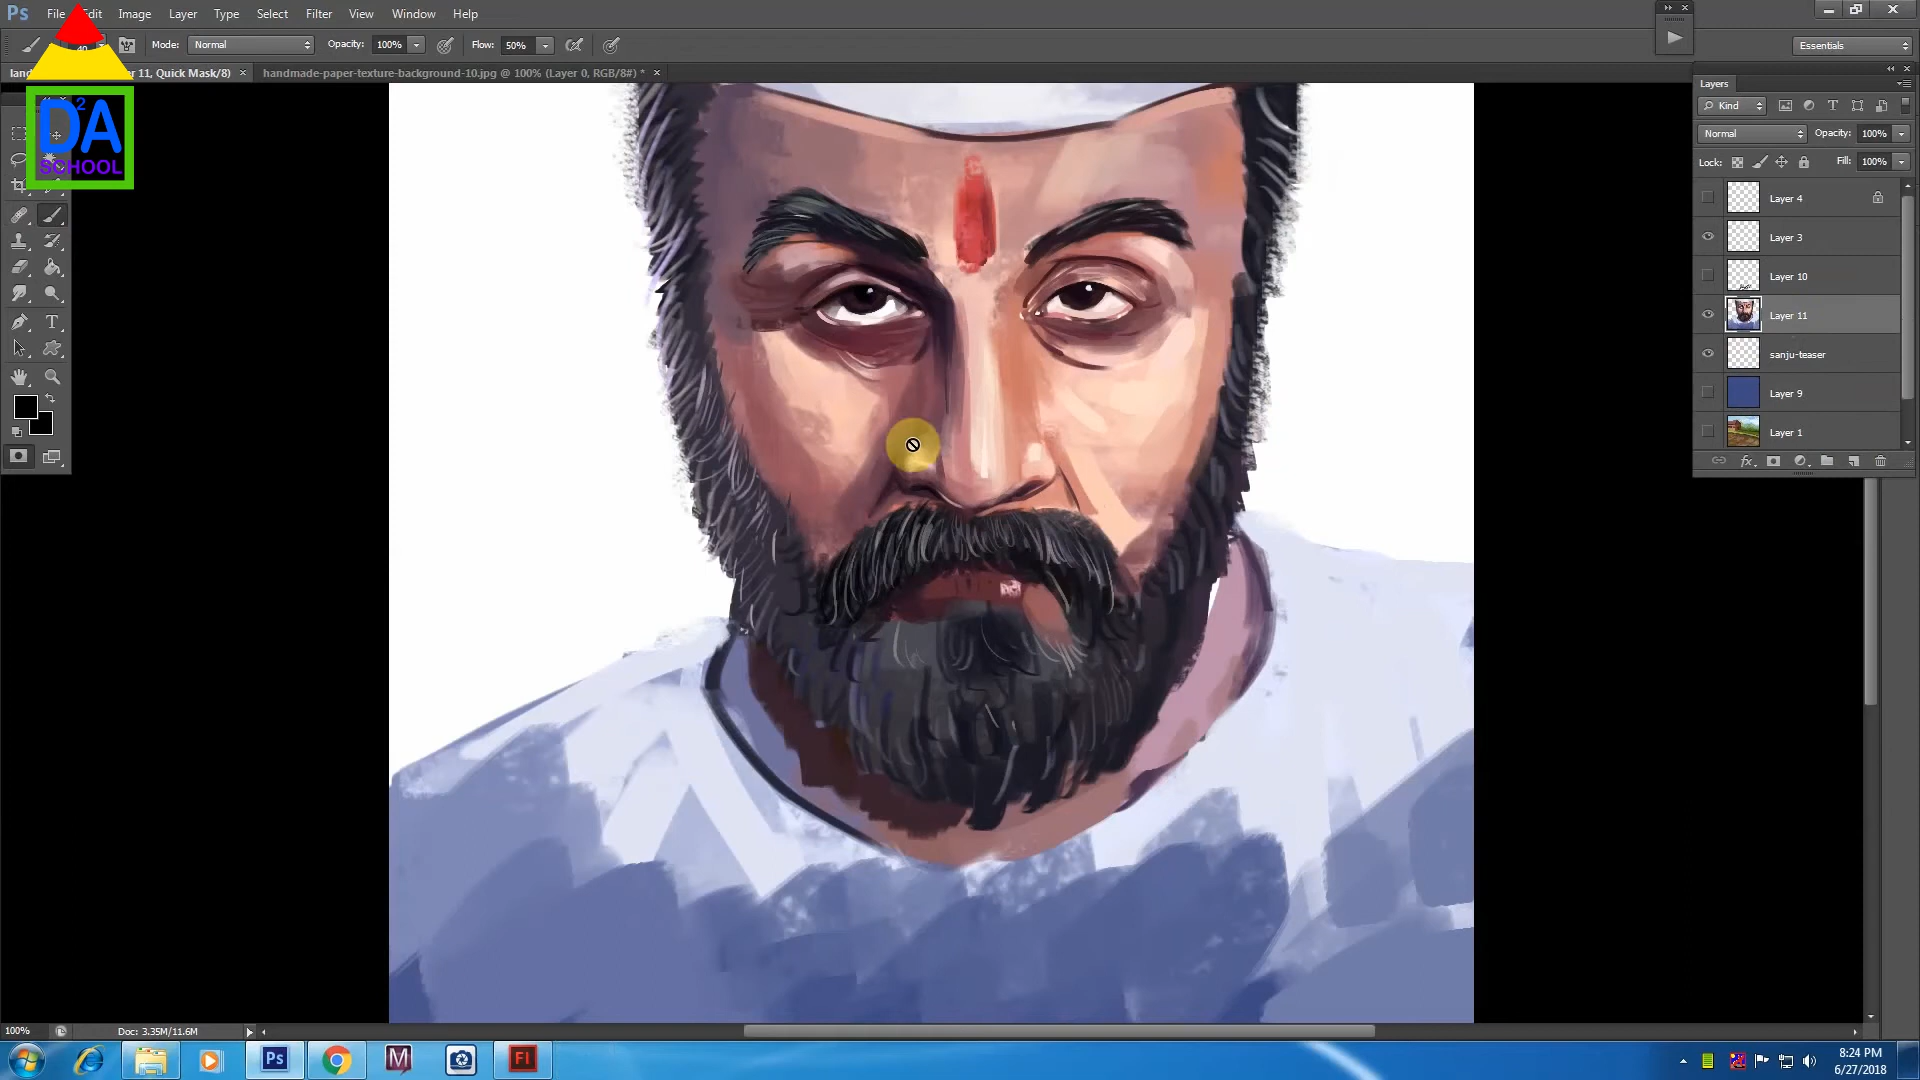 Ps File Edit Image Layer Type Select Filter View Window Help
Mode: Normal Opacity: 100% Flow: 50% Essentials
11, Quick Mask/8) × handmade-paper-texture-background-10.jpg @ 100% (Layer 0, RGB/8#) * ×
D2A
SCHOOL
Layers
Kind
Normal Opacity: 100%
Lock: Fill: 100%
Layer 4
Layer 3
Layer 10
Layer 11
sanju-teaser
Layer 9
Layer 1
100% Doc: 3.35M/11.6M
Ps M Fl
8:24 PM
6/27/2018